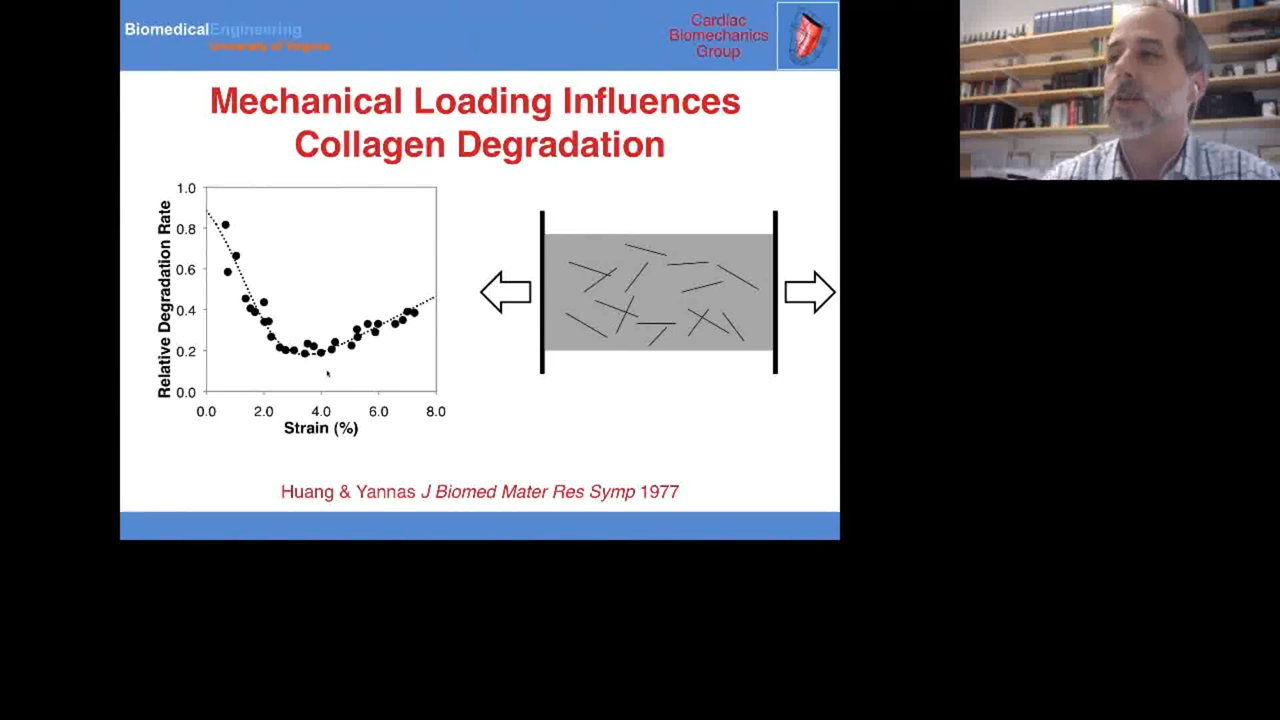 BiomedicalEngineering
University of Virginia
Cardiac
Biomechanics
Group
Mechanical Loading Influences
Collagen Degradation
Relative Degradation Rate
1.0
0.8
0.6
0.4
0.2
0.0
0.0 2.0 4.0 6.0 8.0
Strain (%)
Huang & Yannas J Biomed Mater Res Symp 1977